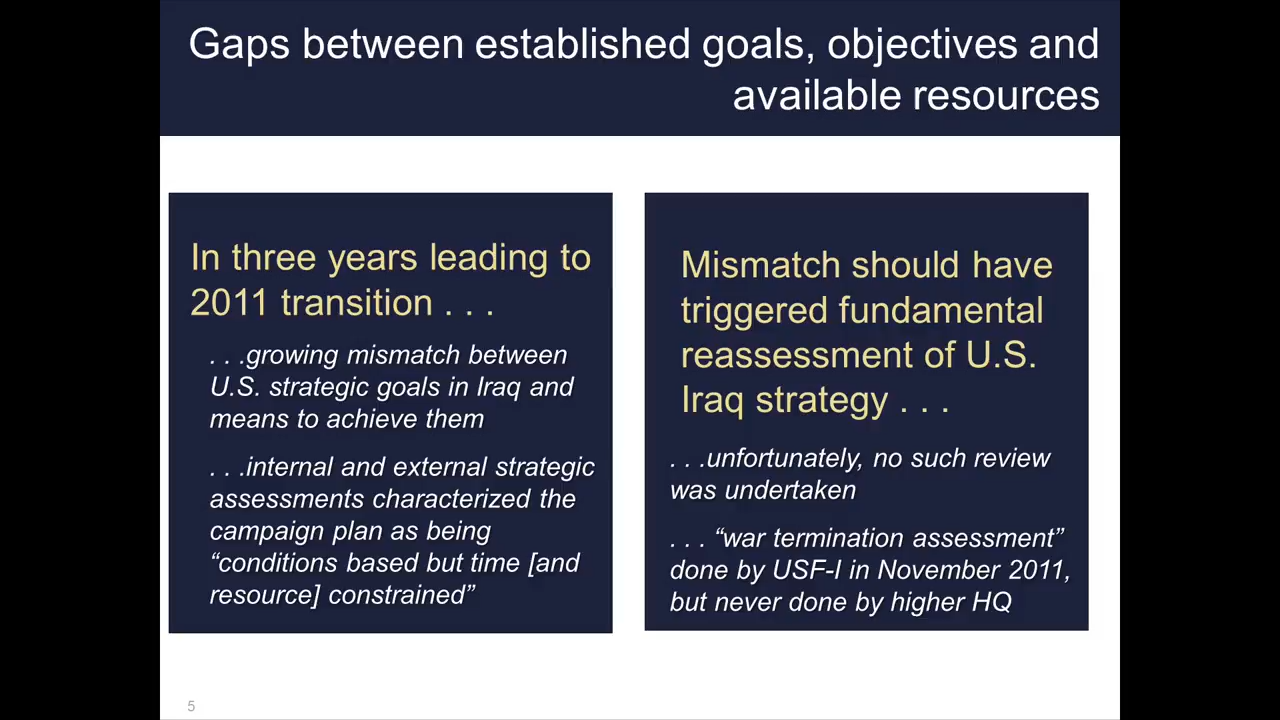 Gaps between established goals, objectives and
available resources
In three years leading to
2011 transition . . .
. . .growing mismatch between
U.S. strategic goals in Iraq and
means to achieve them
. . .internal and external strategic
assessments characterized the
campaign plan as being
“conditions based but time [and
resource] constrained”
Mismatch should have
triggered fundamental
reassessment of U.S.
Iraq strategy . . .
. . .unfortunately, no such review
was undertaken
. . . “war termination assessment”
done by USF-I in November 2011,
but never done by higher HQ
5